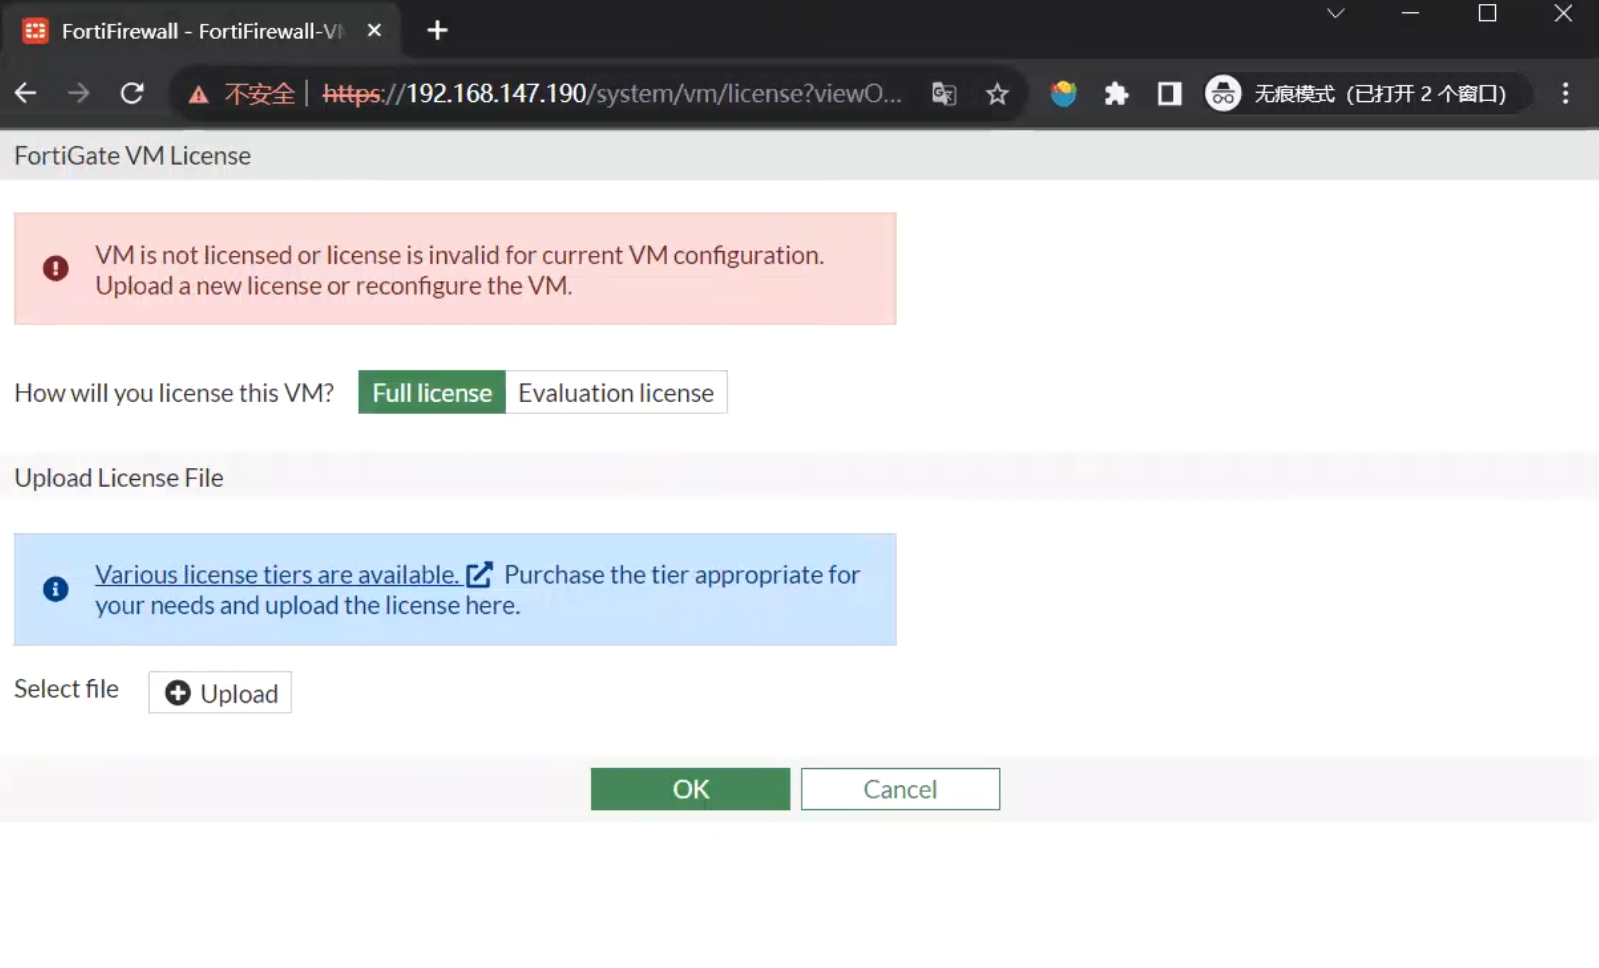 FortiFirewall - FortiFirewall-VM
不安全 https://192.168.147.190/system/vm/license?viewO... 无痕模式 (已打开 2 个窗口)
FortiGate VM License
VM is not licensed or license is invalid for current VM configuration.
Upload a new license or reconfigure the VM.
How will you license this VM? Full license Evaluation license
Upload License File
Various license tiers are available. Purchase the tier appropriate for
your needs and upload the license here.
Select file Upload
OK Cancel